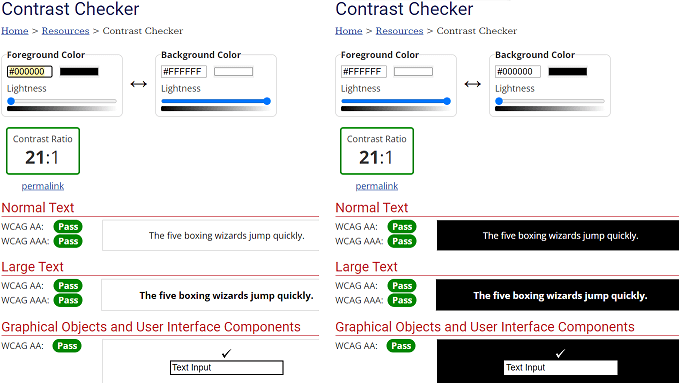 Contrast Checker
Home > Resources > Contrast Checker
Foreground Color
#000000
Lightness
Background Color
#FFFFFF
Lightness
Contrast Ratio
21:1
permalink
Normal Text
WCAG AA: Pass
WCAG AAA: Pass
The five boxing wizards jump quickly.
Large Text
WCAG AA: Pass
WCAG AAA: Pass
The five boxing wizards jump quickly.
Graphical Objects and User Interface Components
WCAG AA: Pass
Text Input
Contrast Checker
Home > Resources > Contrast Checker
Foreground Color
#FFFFFF
Lightness
Background Color
#000000
Lightness
Contrast Ratio
21:1
permalink
Normal Text
WCAG AA: Pass
WCAG AAA: Pass
The five boxing wizards jump quickly.
Large Text
WCAG AA: Pass
WCAG AAA: Pass
The five boxing wizards jump quickly.
Graphical Objects and User Interface Components
WCAG AA: Pass
Text Input